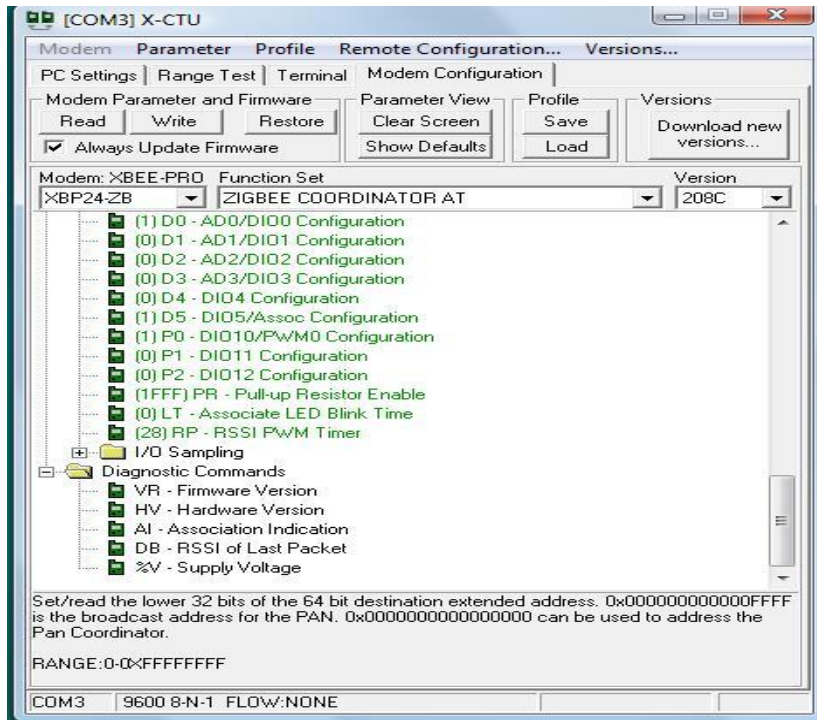 [COM3] X-CTU
Modem Parameter Profile Remote Configuration... Versions...
PC Settings Range Test Terminal Modem Configuration
Modem Parameter and Firmware Parameter View Profile Versions
Read Write Restore Clear Screen Save Download new versions...
Always Update Firmware Show Defaults Load
Modem: XBEE-PRO Function Set Version
XBP24-ZB ZIGBEE COORDINATOR AT 208C
(1) D0 - AD0/DIO0 Configuration
(0) D1 - AD1/DIO1 Configuration
(0) D2 - AD2/DIO2 Configuration
(0) D3 - AD3/DIO3 Configuration
(0) D4 - DIO4 Configuration
(1) D5 - DIO5/Assoc Configuration
(1) P0 - DIO10/PWM0 Configuration
(0) P1 - DIO11 Configuration
(0) P2 - DIO12 Configuration
(1FFF) PR - Pull-up Resistor Enable
(0) LT - Associate LED Blink Time
(28) RP - RSSI PWM Timer
I/O Sampling
Diagnostic Commands
VR - Firmware Version
HV - Hardware Version
AI - Association Indication
DB - RSSI of Last Packet
%V - Supply Voltage
Set/read the lower 32 bits of the 64 bit destination extended address. 0x000000000000FFFF
is the broadcast address for the PAN. 0x0000000000000000 can be used to address the
Pan Coordinator.
RANGE:0-0XFFFFFFFF
COM3 9600 8-N-1 FLOW:NONE